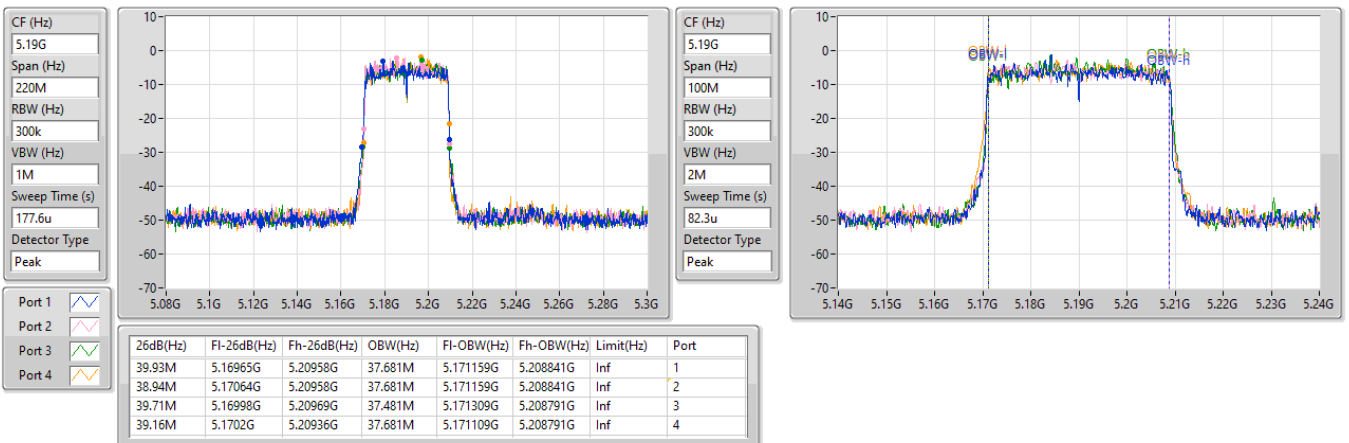 CF (Hz)
5.19G
Span (Hz)
220M
RBW (Hz)
300k
VBW (Hz)
1M
Sweep Time (s)
177.6u
Detector Type
Peak
10-
0-
-10-
-20-
-30-
-40-
-50-
-60-
-70-
5.08G 5.1G 5.12G 5.14G 5.16G 5.18G 5.2G 5.22G 5.24G 5.26G 5.28G 5.3G
CF (Hz)
5.19G
Span (Hz)
100M
RBW (Hz)
300k
VBW (Hz)
2M
Sweep Time (s)
82.3u
Detector Type
Peak
10-
0-
-10-
-20-
-30-
-40-
-50-
-60-
-70-
OBW-l
OBW-h
OBW-h
5.14G 5.15G 5.16G 5.17G 5.18G 5.19G 5.2G 5.21G 5.22G 5.23G 5.24G
Port 1
Port 2
Port 3
Port 4
26dB(Hz) Fl-26dB(Hz) Fh-26dB(Hz) OBW(Hz) Fl-OBW(Hz) Fh-OBW(Hz) Limit(Hz) Port
39.93M 5.16965G 5.20958G 37.681M 5.171159G 5.208841G Inf 1
38.94M 5.17064G 5.20958G 37.681M 5.171159G 5.208841G Inf 2
39.71M 5.16998G 5.20969G 37.481M 5.171309G 5.208791G Inf 3
39.16M 5.1702G 5.20936G 37.681M 5.171109G 5.208791G Inf 4